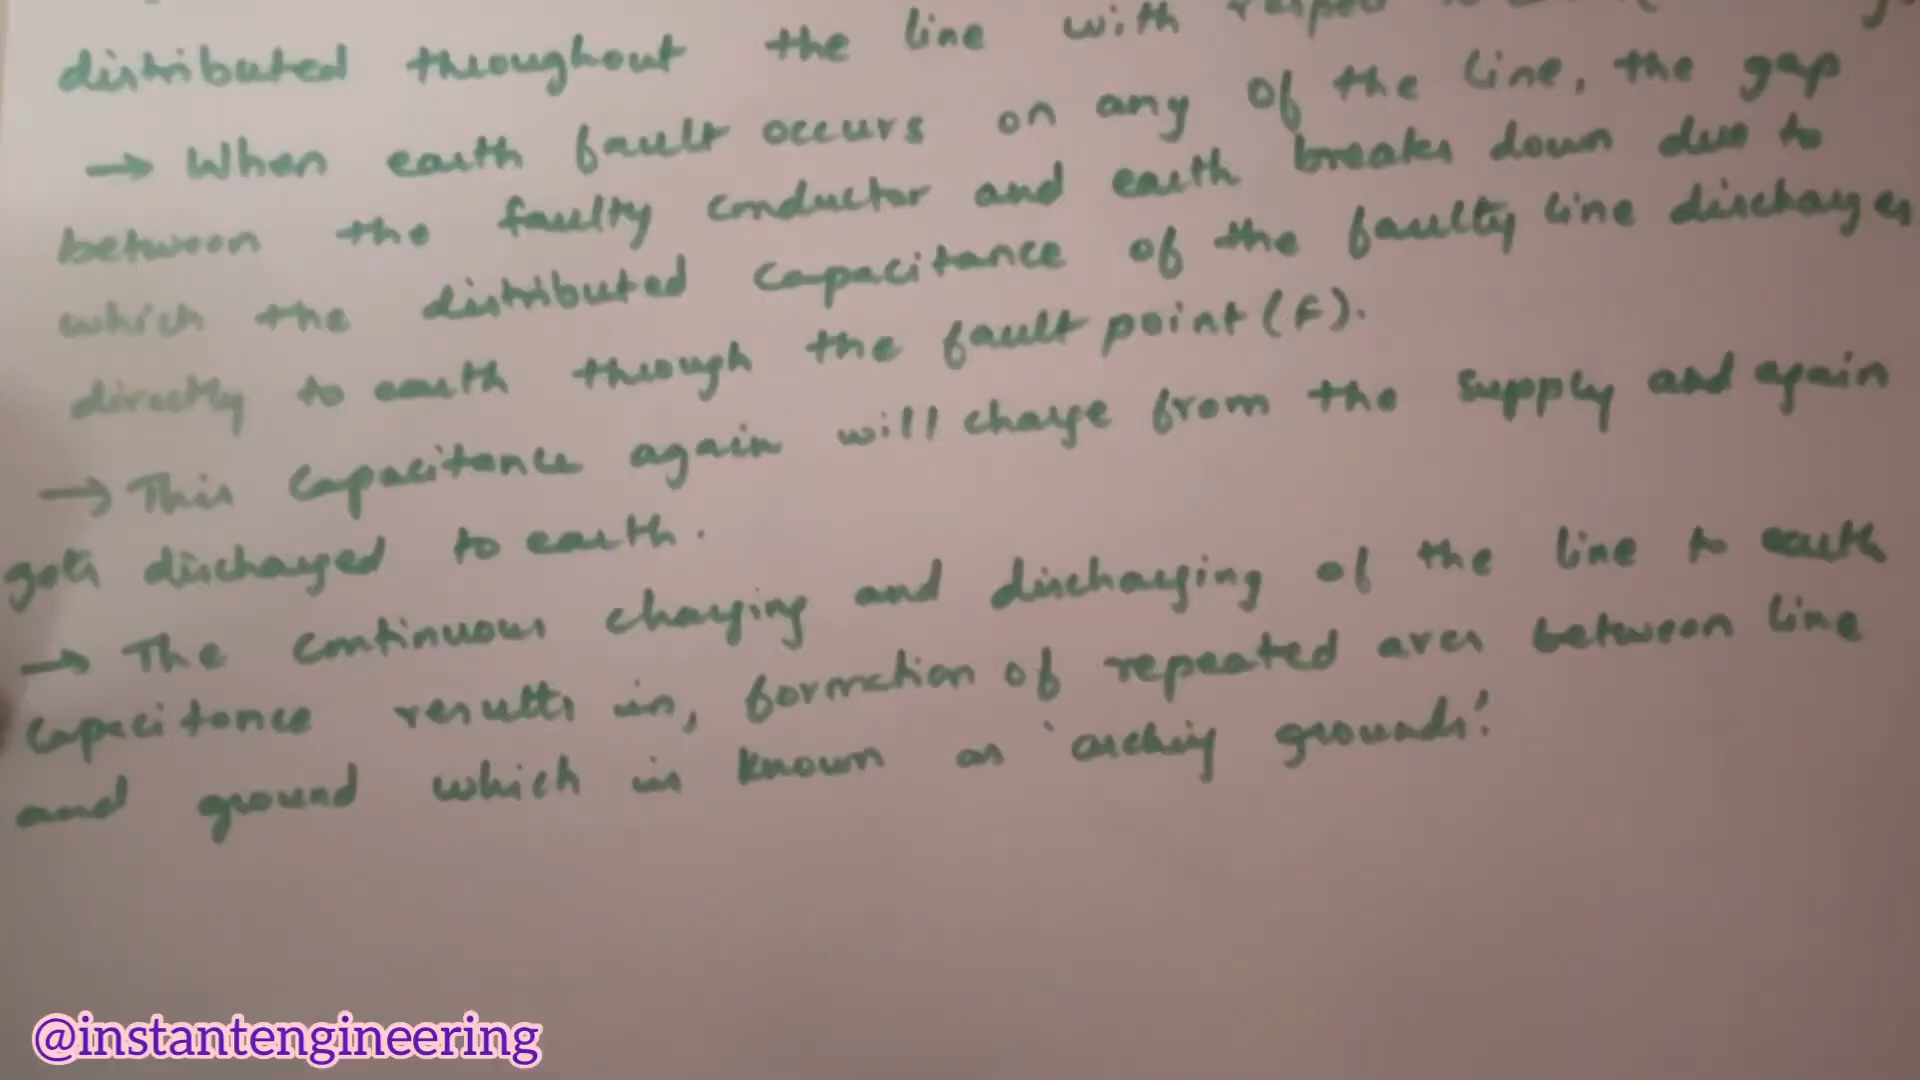 distributed throughout the line with respect
→ When earth fault occurs on any of the line, the gap
between the faulty conductor and earth breaks down due to
which the distributed capacitance of the faulty line discharges
directly to earth through the fault point (F).
→ This capacitance again will charge from the supply and again
gets discharged to earth.
→ The continuous charging and discharging of the line to earth
capacitance results in, formation of repeated arcs between line
and ground which is known as 'arching grounds'.
@instantengineering